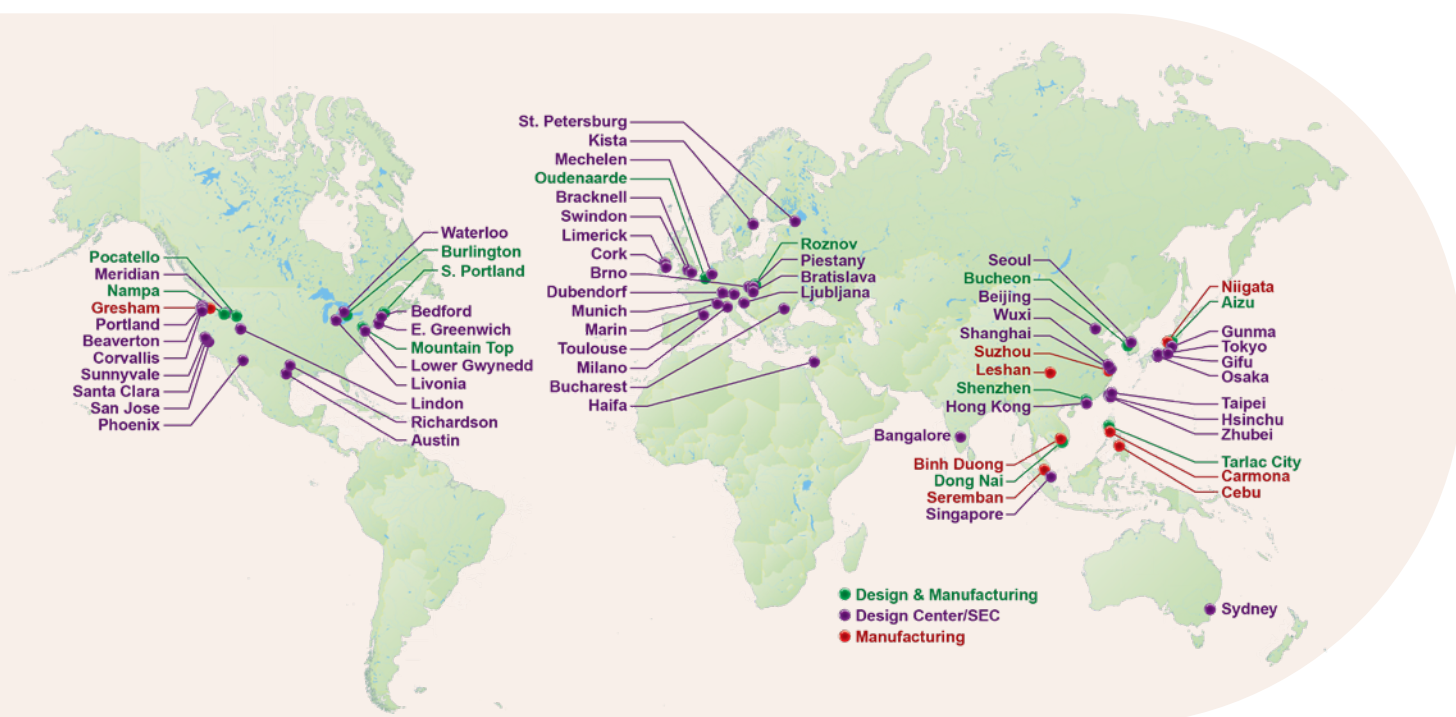 Pocatello
Meridian
Nampa
Gresham
Portland
Beaverton
Corvallis
Sunnyvale
Santa Clara
San Jose
Phoenix
Waterloo
Burlington
S. Portland
Bedford
E. Greenwich
Mountain Top
Lower Gwynedd
Livonia
Lindon
Richardson
Austin
St. Petersburg
Kista
Mechelen
Oudenaarde
Bracknell
Swindon
Limerick
Cork
Brno
Dubendorf
Munich
Marin
Toulouse
Milano
Bucharest
Haifa
Roznov
Piestany
Bratislava
Ljubljana
Seoul
Bucheon
Beijing
Wuxi
Shanghai
Suzhou
Leshan
Shenzhen
Hong Kong
Bangalore
Binh Duong
Dong Nai
Seremban
Singapore
Niigata
Aizu
Gunma
Tokyo
Gifu
Osaka
Taipei
Hsinchu
Zhubei
Tarlac City
Carmona
Cebu
Sydney
Design & Manufacturing
Design Center/SEC
Manufacturing